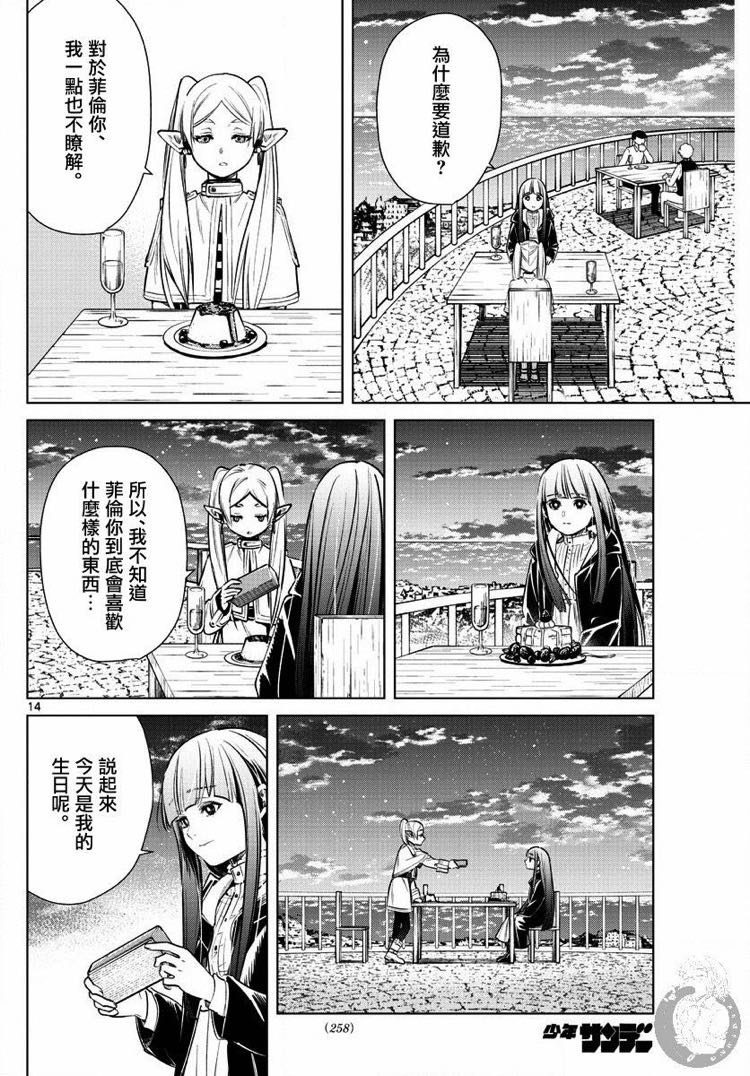 為什麼要道歉？
對於菲倫你、
我一點也不瞭解。
所以、我不知道
菲倫你到底會喜歡
什麼樣的東西…
14
說起來
今天是我的
生日呢。
(258)
少年サンデー